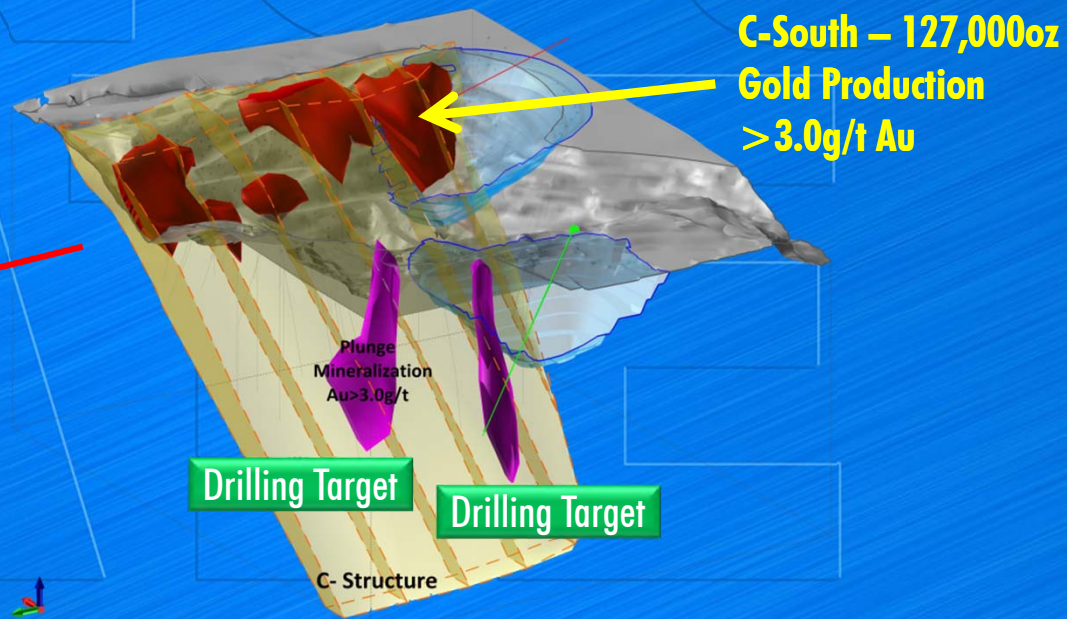 C-South – 127,000oz
Gold Production
>3.0g/t Au
Plunge
Mineralization
Au>3.0g/t
Drilling Target
Drilling Target
C- Structure